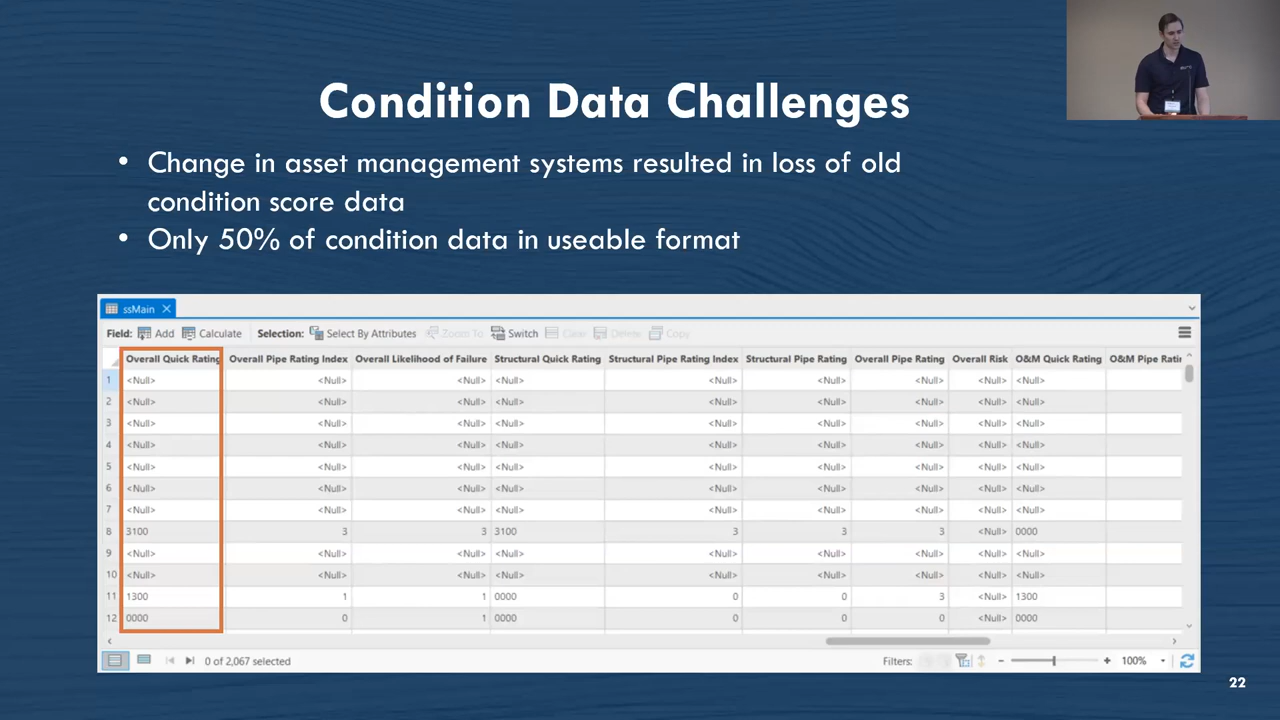 Condition Data Challenges
• Change in asset management systems resulted in loss of old
condition score data
• Only 50% of condition data in useable format
ssMain
Field: Add Calculate Selection: Select By Attributes Zoom To Switch Clear Delete Copy
Overall Quick Rating Overall Pipe Rating Index Overall Likelihood of Failure Structural Quick Rating Structural Pipe Rating Index Structural Pipe Rating Overall Pipe Rating Overall Risk O&M Quick Rating O&M Pipe Ratin
1 <Null> <Null> <Null> <Null> <Null> <Null> <Null> <Null> <Null>
2 <Null> <Null> <Null> <Null> <Null> <Null> <Null> <Null> <Null>
3 <Null> <Null> <Null> <Null> <Null> <Null> <Null> <Null> <Null>
4 <Null> <Null> <Null> <Null> <Null> <Null> <Null> <Null> <Null>
5 <Null> <Null> <Null> <Null> <Null> <Null> <Null> <Null> <Null>
6 <Null> <Null> <Null> <Null> <Null> <Null> <Null> <Null> <Null>
7 <Null> <Null> <Null> <Null> <Null> <Null> <Null> <Null> <Null>
8 3100 3 3 3100 3 3 3 <Null> 0000
9 <Null> <Null> <Null> <Null> <Null> <Null> <Null> <Null> <Null>
10 <Null> <Null> <Null> <Null> <Null> <Null> <Null> <Null> <Null>
11 1300 1 1 0000 0 0 3 <Null> 1300
12 0000 0 1 0000 0 0 0 <Null> 0000
0 of 2,067 selected Filters: 100%
22